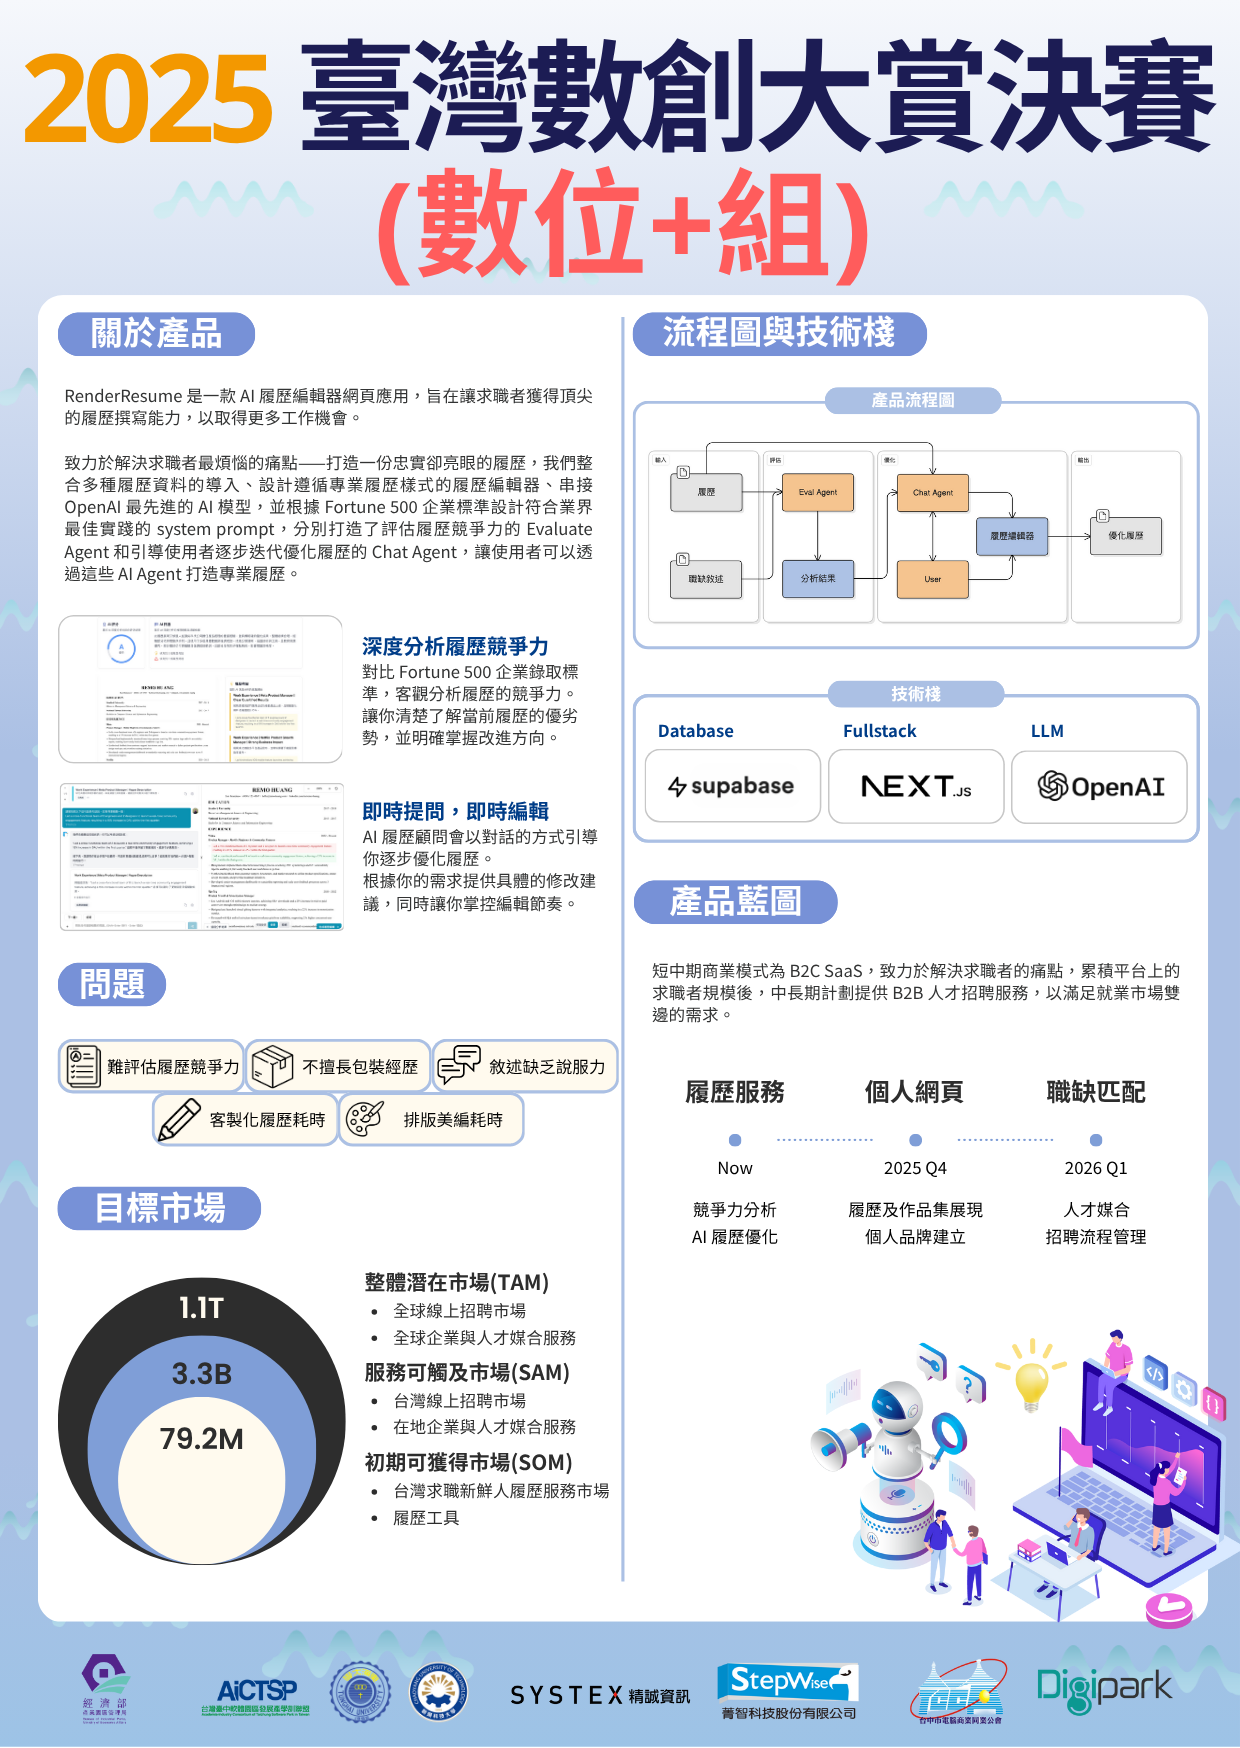 2025 臺灣數創大賞決賽
(數位+組)
關於產品
RenderResume 是一款 AI 履歷編輯器網頁應用，旨在讓求職者獲得頂尖
的履歷撰寫能力，以取得更多工作機會。
致力於解決求職者最煩惱的痛點——打造一份忠實卻亮眼的履歷，我們整
合多種履歷資料的導入、設計遵循專業履歷樣式的履歷編輯器、串接
OpenAI 最先進的 AI 模型，並根據 Fortune 500 企業標準設計符合業界
最佳實踐的 system prompt，分別打造了評估履歷競爭力的 Evaluate
Agent 和引導使用者逐步迭代優化履歷的 Chat Agent，讓使用者可以透
過這些 AI Agent 打造專業履歷。
REMO HUANG
深度分析履歷競爭力
對比 Fortune 500 企業錄取標
準，客觀分析履歷的競爭力。
讓你清楚了解當前履歷的優劣
勢，並明確掌握改進方向。
REMO HUANG
即時提問，即時編輯
AI 履歷顧問會以對話的方式引導
你逐步優化履歷。
根據你的需求提供具體的修改建
議，同時讓你掌控編輯節奏。
問題
難評估履歷競爭力
不擅長包裝經歷
敘述缺乏說服力
客製化履歷耗時
排版美編耗時
目標市場
1.1T
3.3B
79.2M
整體潛在市場(TAM)
• 全球線上招聘市場
• 全球企業與人才媒合服務
服務可觸及市場(SAM)
• 台灣線上招聘市場
• 在地企業與人才媒合服務
初期可獲得市場(SOM)
• 台灣求職新鮮人履歷服務市場
• 履歷工具
流程圖與技術棧
產品流程圖
輸入
評估
優化
輸出
履歷
Eval Agent
Chat Agent
履歷編輯器
優化履歷
職缺敘述
分析結果
User
技術棧
Database
Fullstack
LLM
supabase
NEXT.JS
OpenAI
產品藍圖
短中期商業模式為 B2C SaaS，致力於解決求職者的痛點，累積平台上的
求職者規模後，中長期計劃提供 B2B 人才招聘服務，以滿足就業市場雙
邊的需求。
履歷服務
個人網頁
職缺匹配
Now
2025 Q4
2026 Q1
競爭力分析
AI 履歷優化
履歷及作品集展現
個人品牌建立
人才媒合
招聘流程管理
經濟部
產業園區管理局
AiCTSP
台灣臺中軟體園區發展產學訓聯盟
SYSTEX 精誠資訊
StepWise
菁智科技股份有限公司
台中市電腦商業同業公會
Digipark